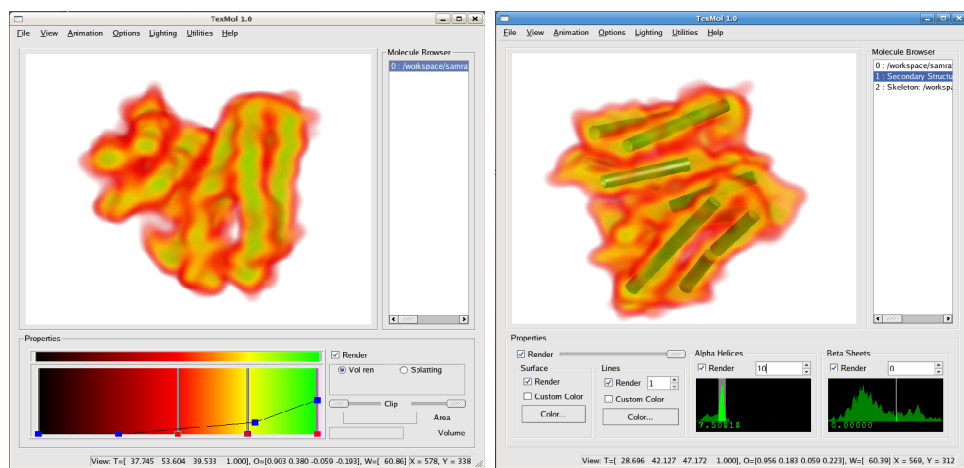 TexMol 1.0
File View Animation Options Lighting Utilities Help
Molecule Browser
0 : /workspace/samra
Properties
Render
Vol ren Splatting
Clip
Area
Volume
View: T=[ 37.745 53.604 39.533 1.000], O=[0.903 0.380 -0.059 -0.193], W=[ 60.86] X = 578, Y = 338
TexMol 1.0
File View Animation Options Lighting Utilities Help
Molecule Browser
0 : /workspace/samra
1 : Secondary Structu
2 : Skeleton: /worksp
Properties
Render
Surface
Render
Custom Color
Color...
Lines
Render 1
Custom Color
Color...
Alpha Helices
Render 10
7.50818
Beta Sheets
Render 0
0.00000
View: T=[ 28.696 42.127 47.172 1.000], O=[0.956 0.183 0.059 0.223], W=[ 60.39] X = 569, Y = 312